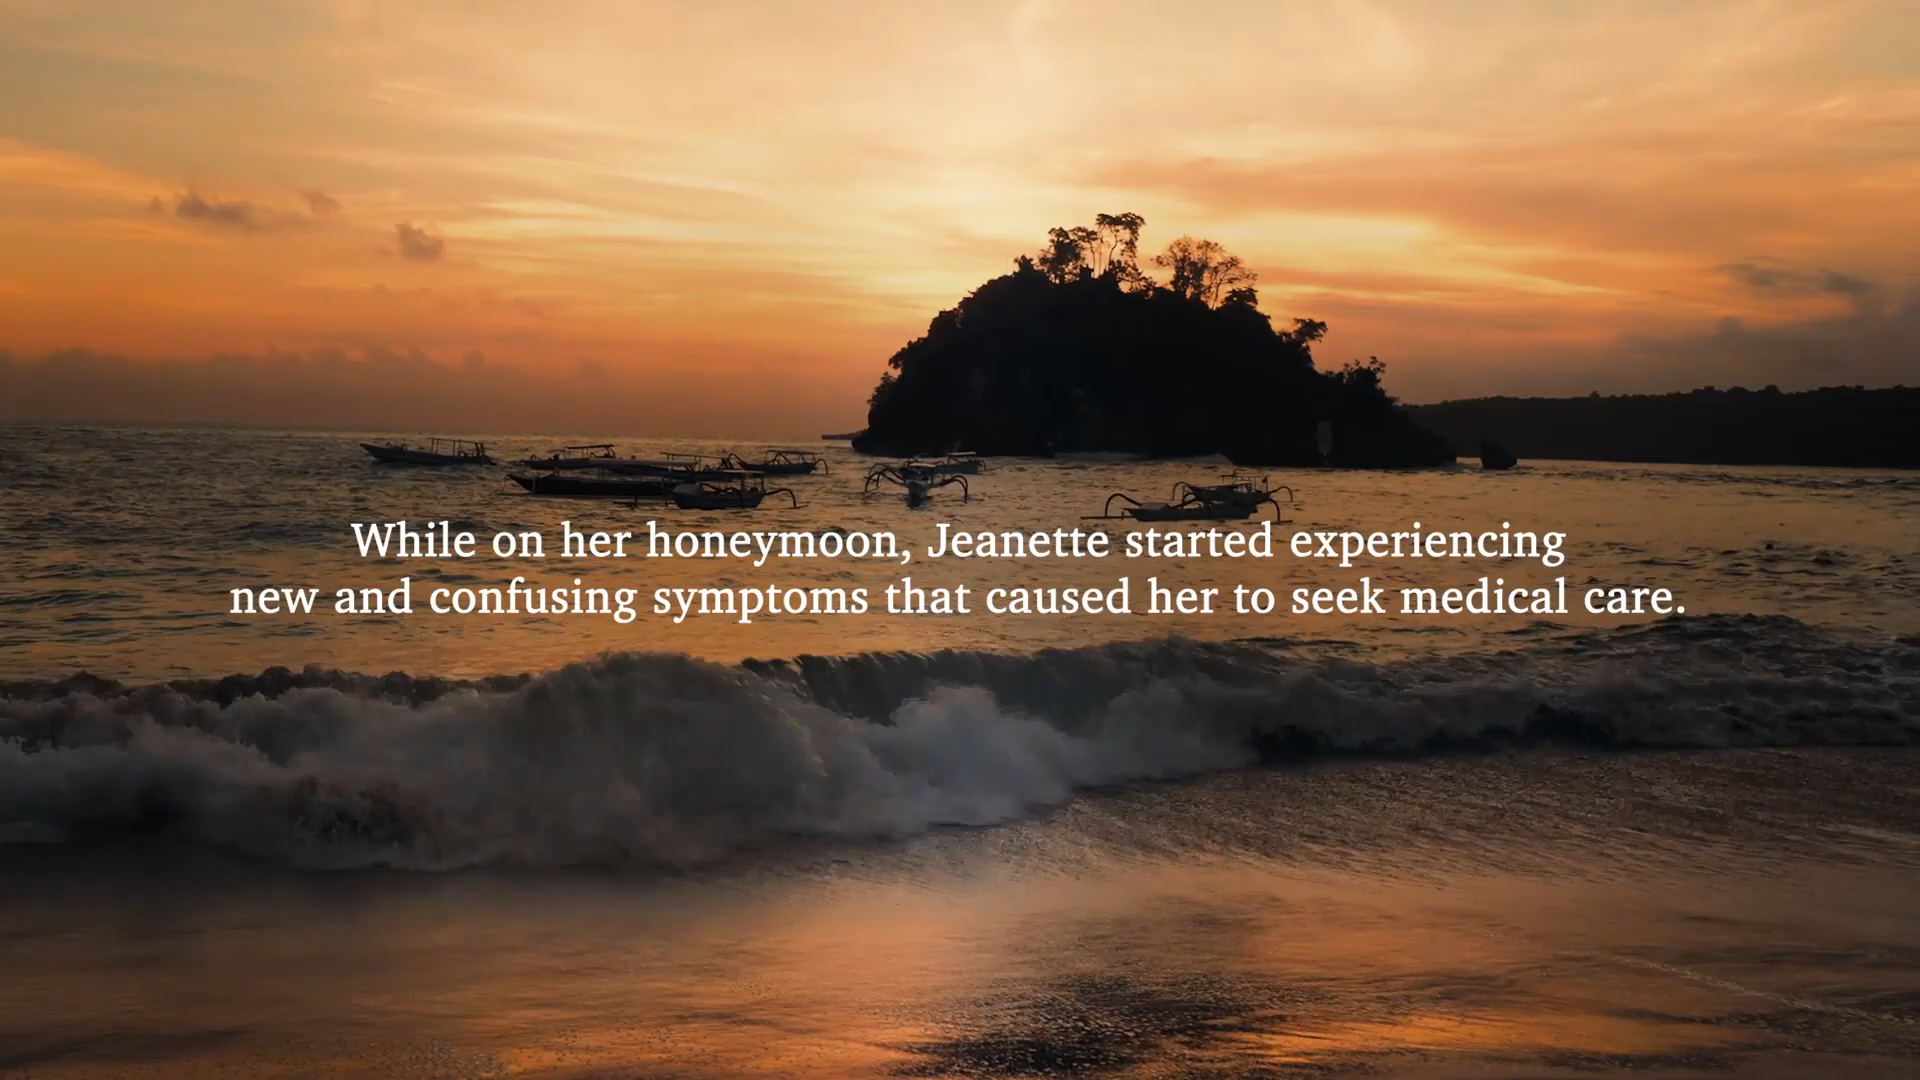 While on her honeymoon, Jeanette started experiencing
new and confusing symptoms that caused her to seek medical care.